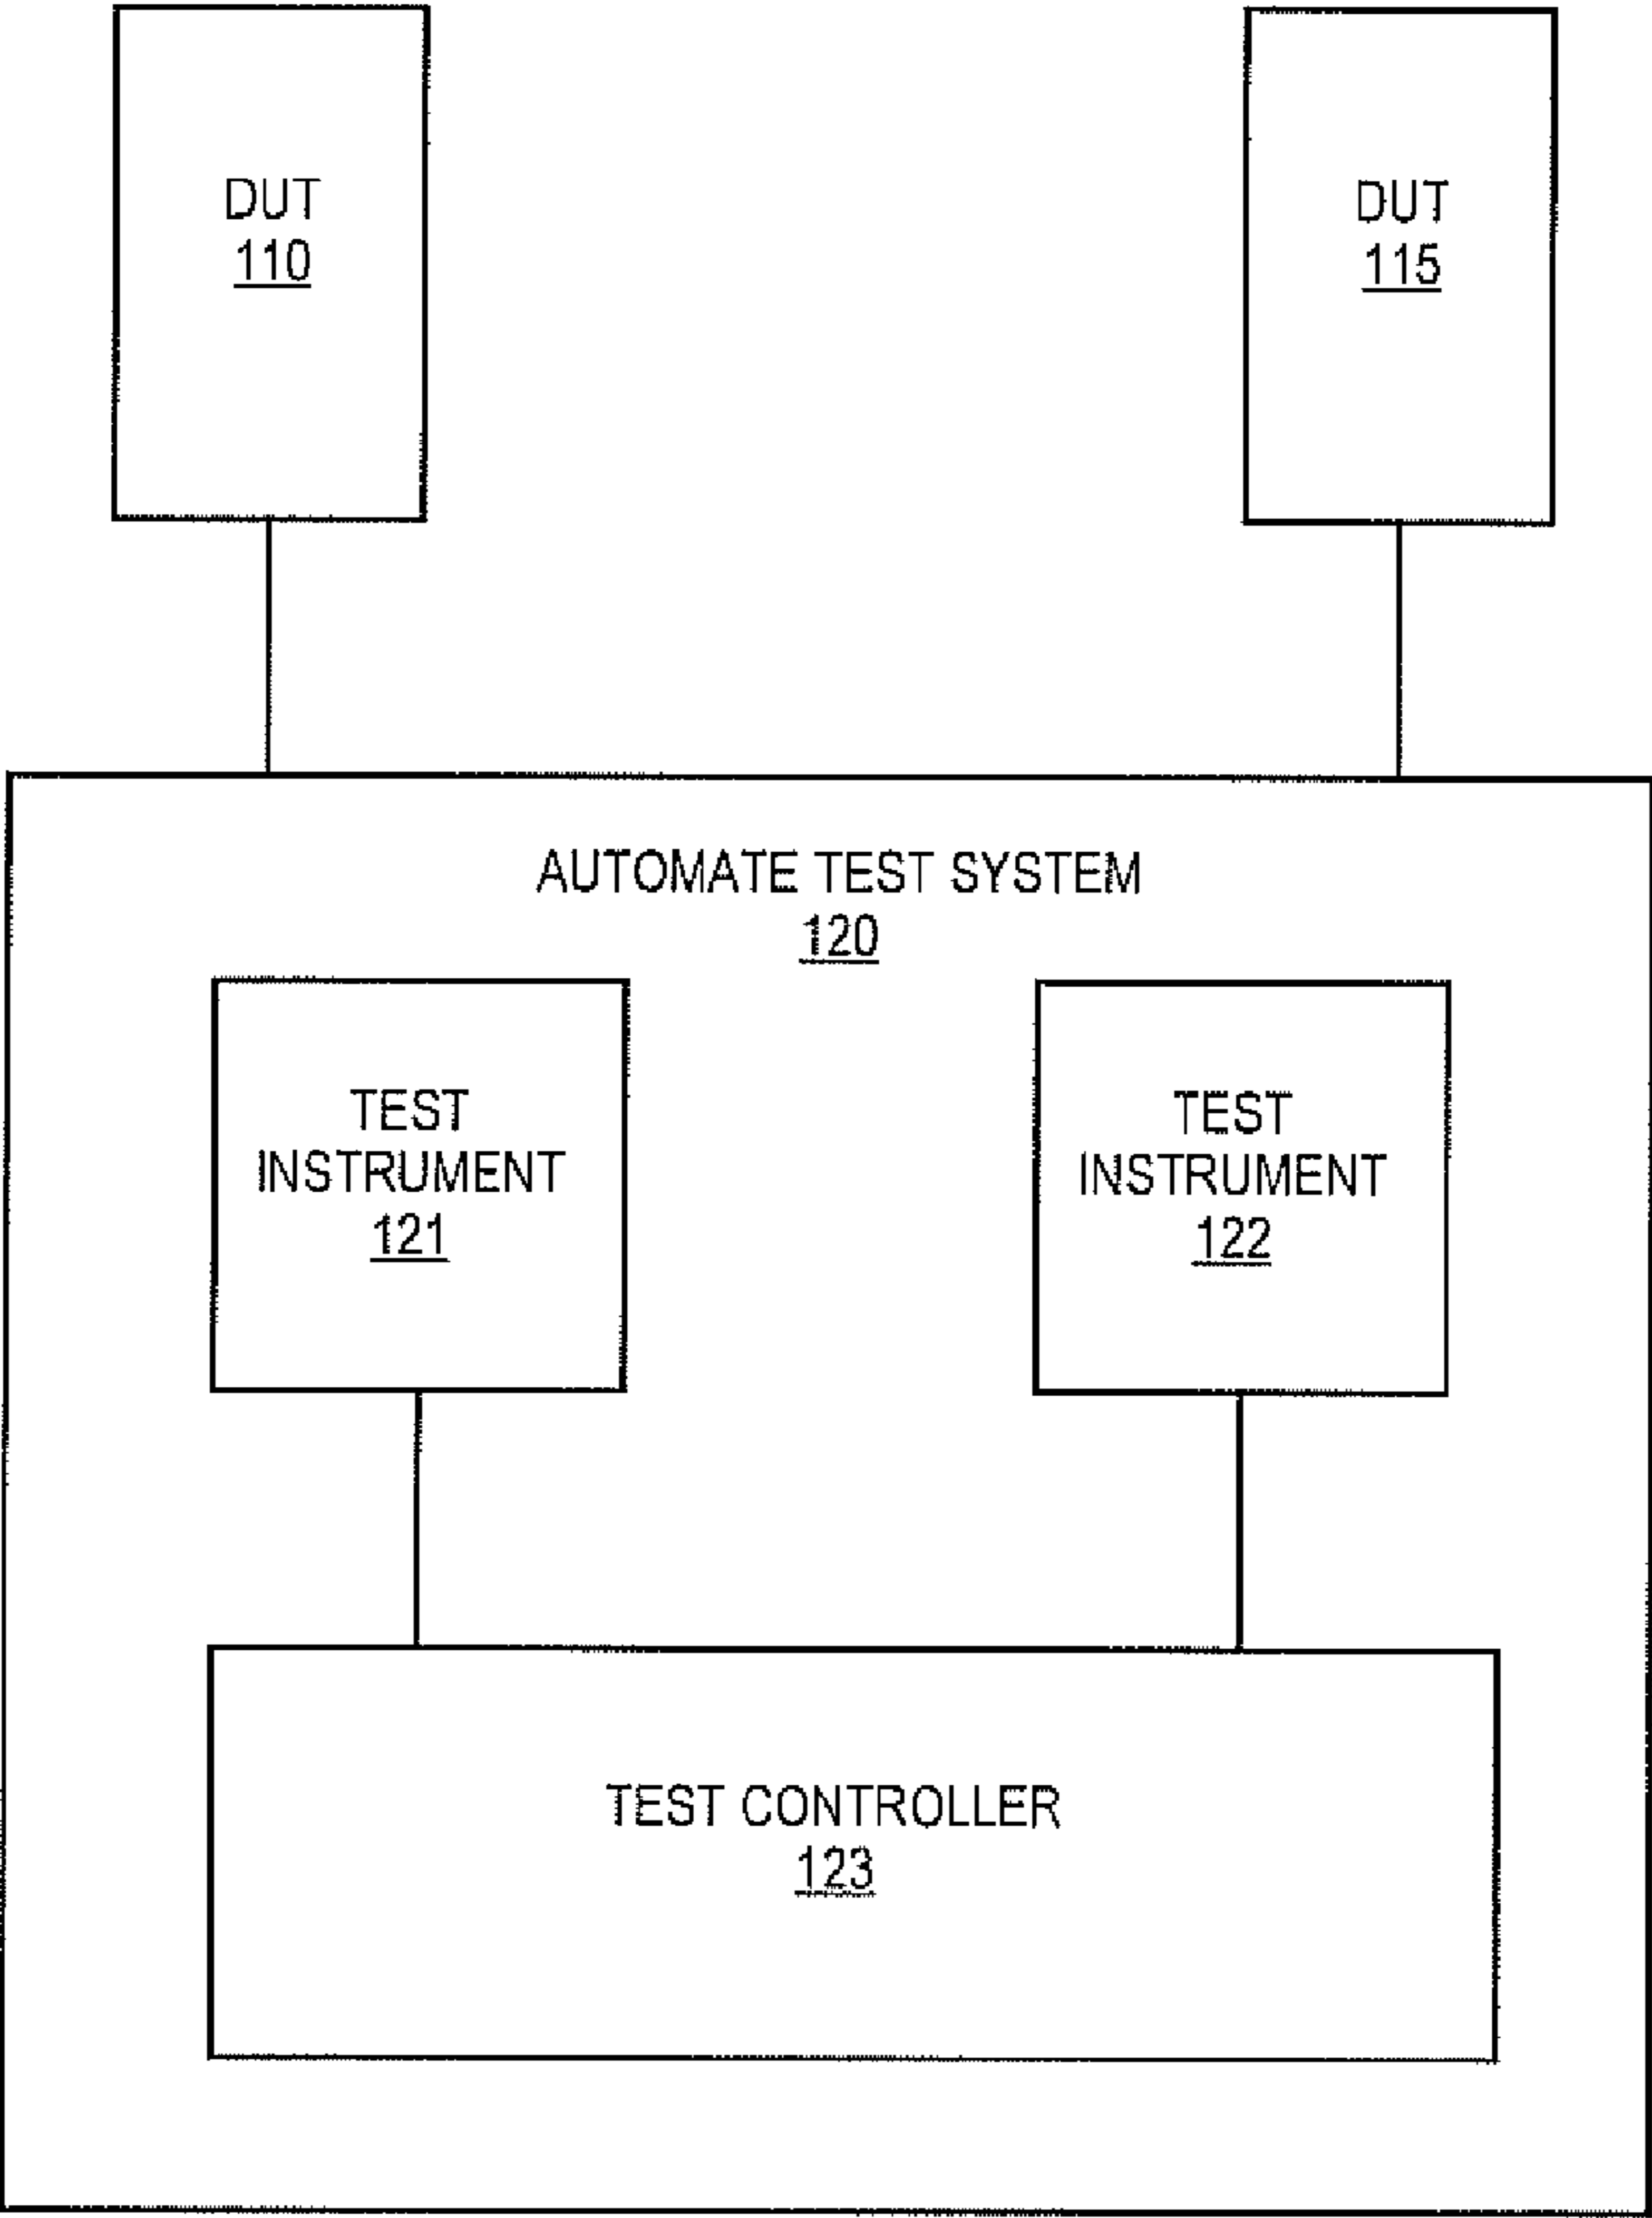 DUT
110
DUT
115
AUTOMATE TEST SYSTEM
120
TEST
INSTRUMENT
121
TEST
INSTRUMENT
122
TEST CONTROLLER
123